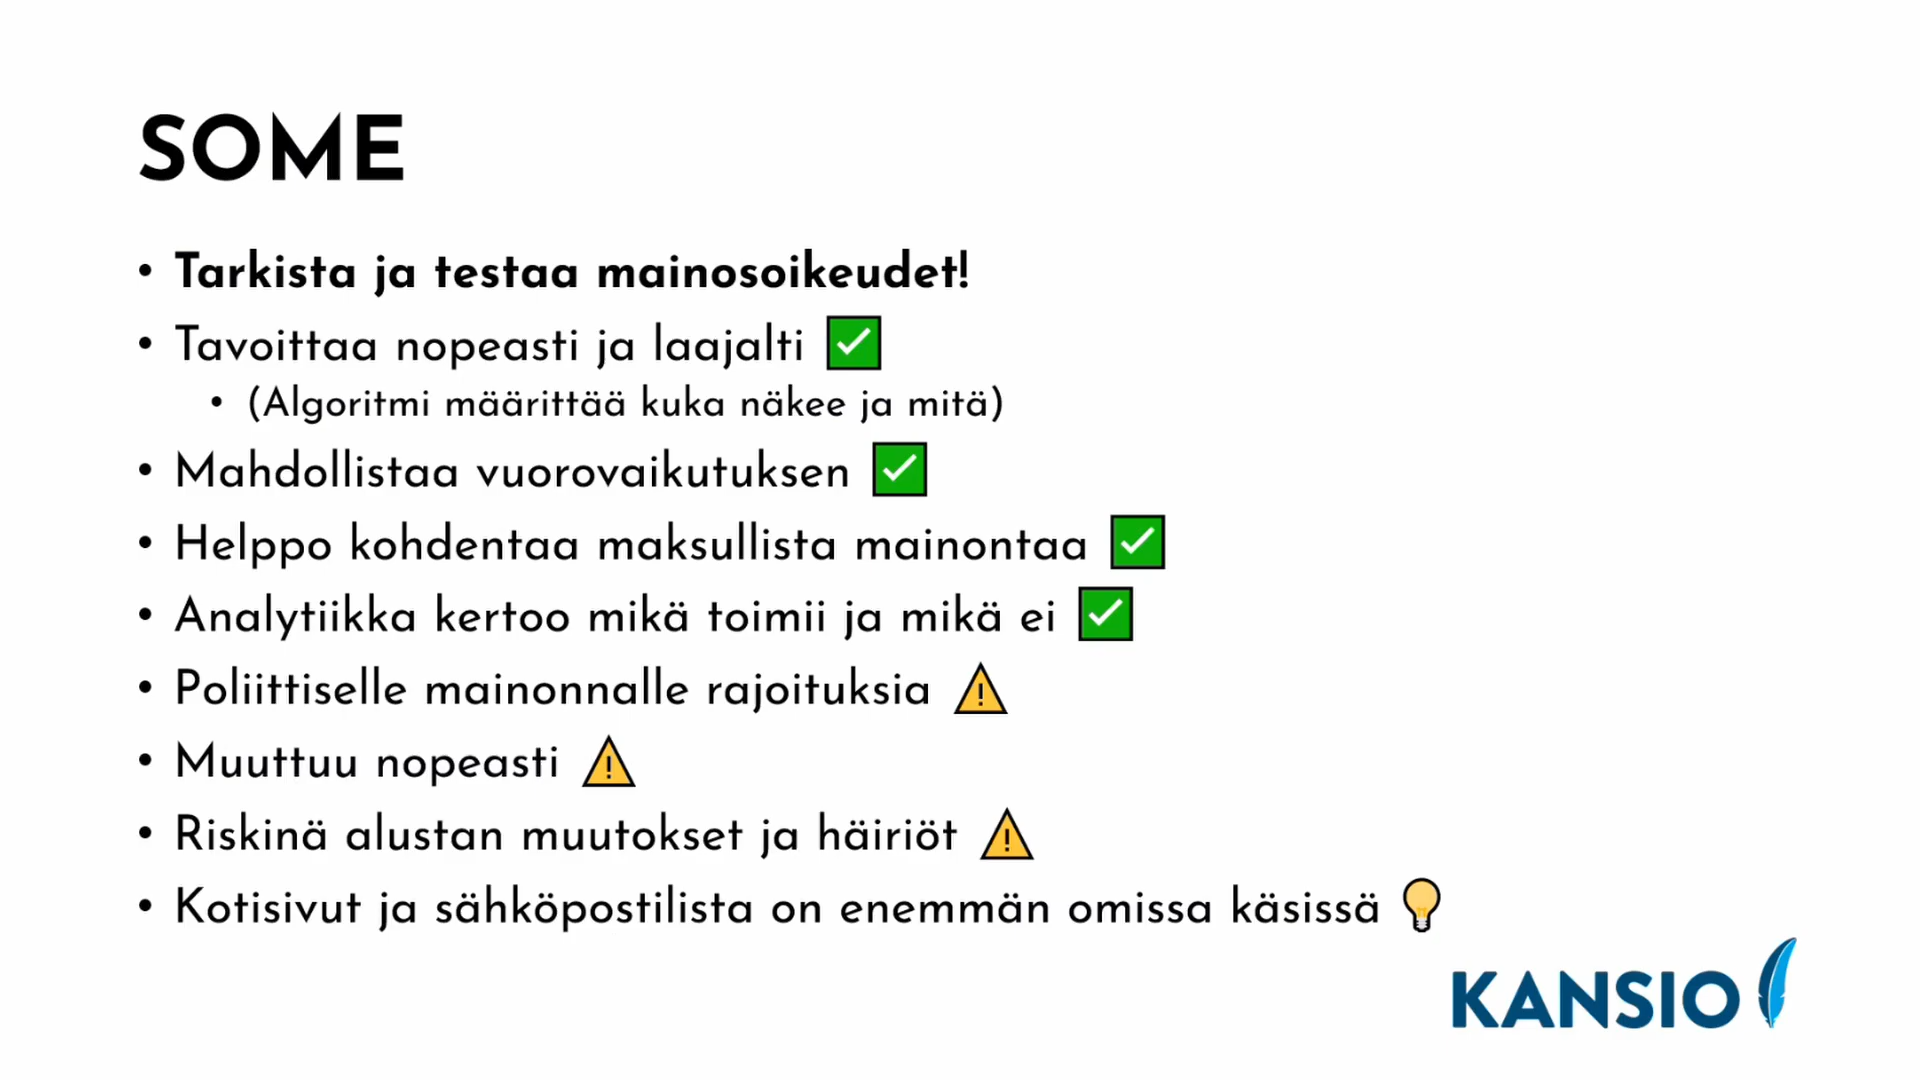 SOME
• Tarkista ja testaa mainosoikeudet!
• Tavoittaa nopeasti ja laajalti ✅
• (Algoritmi määrittää kuka näkee ja mitä)
• Mahdollistaa vuorovaikutuksen ✅
• Helppo kohdentaa maksullista mainontaa ✅
• Analytiikka kertoo mikä toimii ja mikä ei ✅
• Poliittiselle mainonnalle rajoituksia ⚠️
• Muuttuu nopeasti ⚠️
• Riskinä alustan muutokset ja häiriöt ⚠️
• Kotisivut ja sähköpostilista on enemmän omissa käsissä 💡
KANSIO